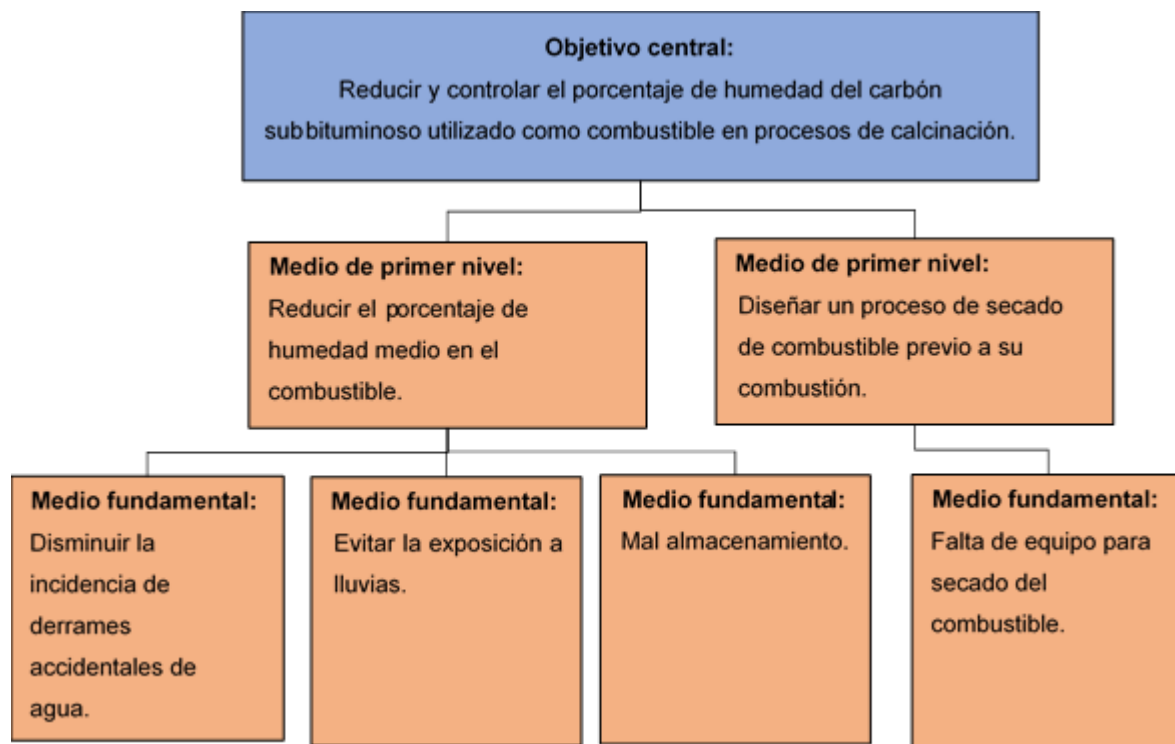 Objetivo central:
Reducir y controlar el porcentaje de humedad del carbón
subbituminoso utilizado como combustible en procesos de calcinación.
Medio de primer nivel:
Reducir el porcentaje de
humedad medio en el
combustible.
Medio de primer nivel:
Diseñar un proceso de secado
de combustible previo a su
combustión.
Medio fundamental:
Disminuir la
incidencia de
derrames
accidentales de
agua.
Medio fundamental:
Evitar la exposición a
lluvias.
Medio fundamental:
Mal almacenamiento.
Medio fundamental:
Falta de equipo para
secado del
combustible.